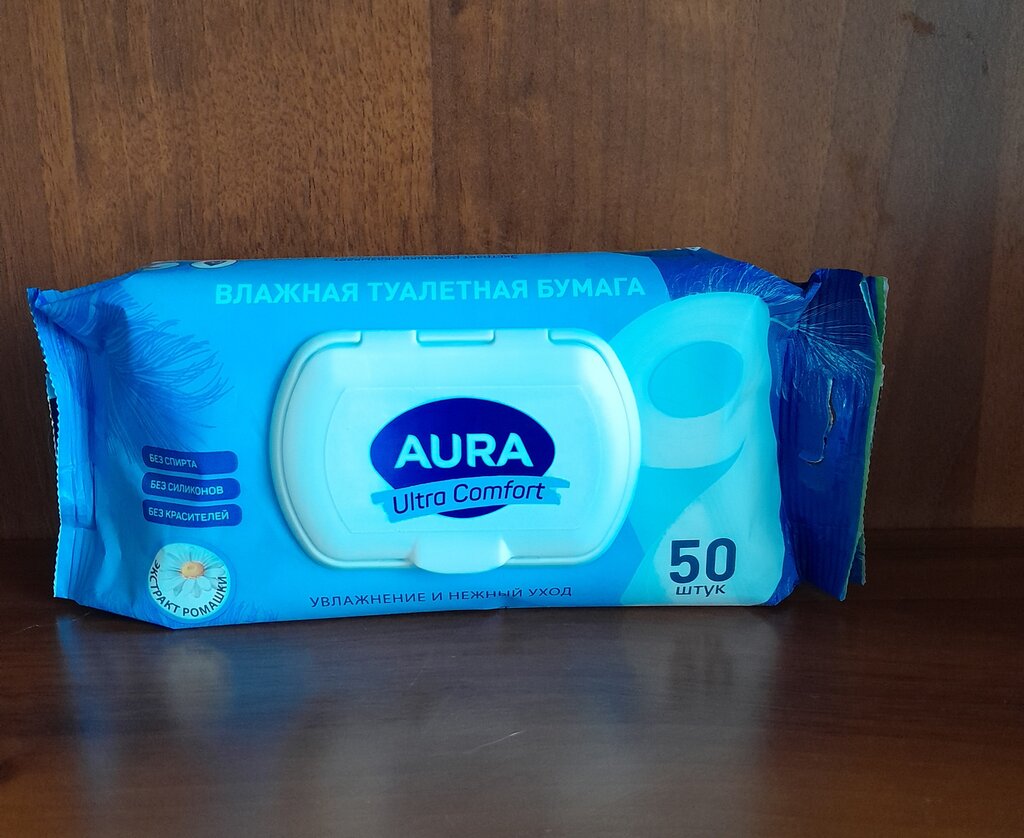 ВЛАЖНАЯ ТУАЛЕТНАЯ БУМАГА
AURA
Ultra Comfort
БЕЗ СПИРТА
БЕЗ СИЛИКОНОВ
БЕЗ КРАСИТЕЛЕЙ
ЭКСТРАКТ РОМАШКИ
УВЛАЖНЕНИЕ И НЕЖНЫЙ УХОД
50
штук